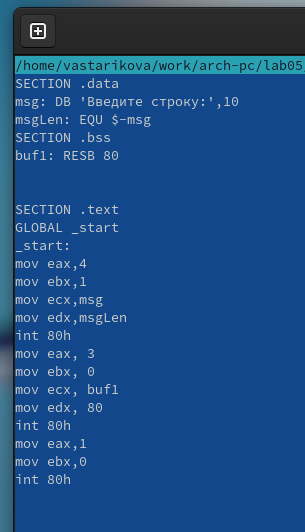 /home/vastarikova/work/arch-pc/lab05
SECTION .data
msg: DB 'Введите строку:',10
msgLen: EQU $-msg
SECTION .bss
buf1: RESB 80
SECTION .text
GLOBAL _start
_start:
mov eax,4
mov ebx,1
mov ecx,msg
mov edx,msgLen
int 80h
mov eax, 3
mov ebx, 0
mov ecx, buf1
mov edx, 80
int 80h
mov eax,1
mov ebx,0
int 80h